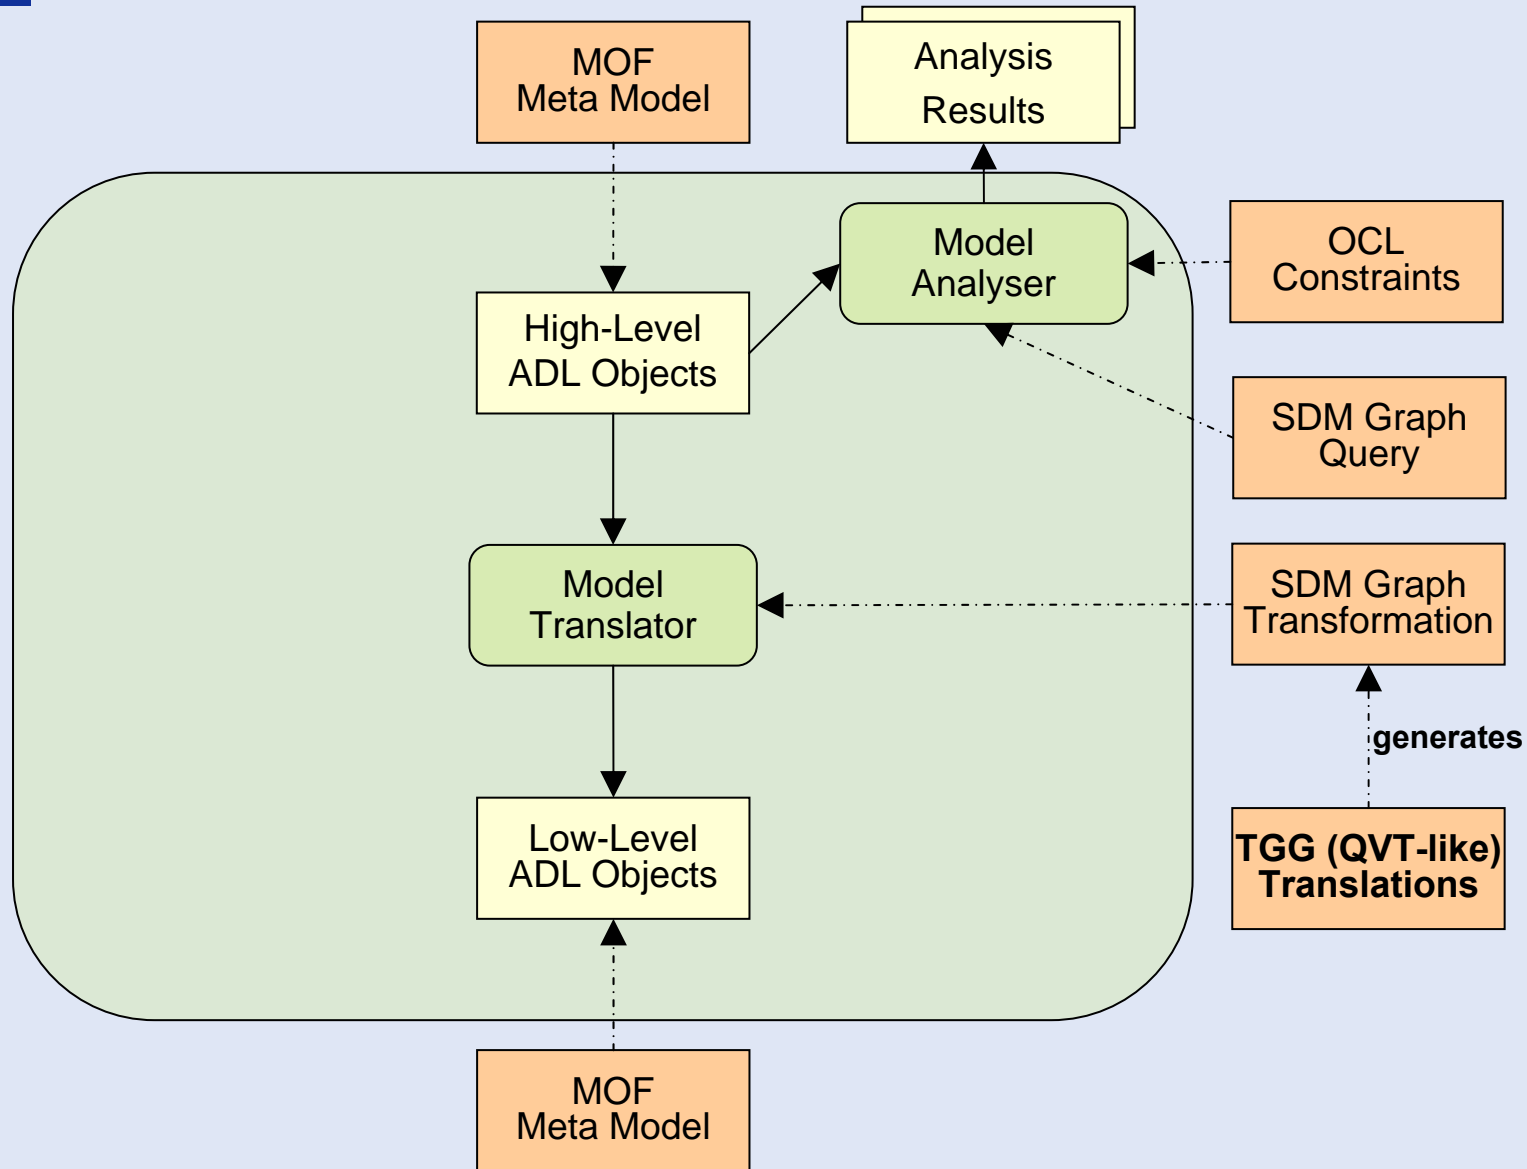 MOF
Meta Model
Analysis
Results
Model
Analyser
OCL
Constraints
High-Level
ADL Objects
SDM Graph
Query
Model
Translator
SDM Graph
Transformation
generates
Low-Level
ADL Objects
TGG (QVT-like)
Translations
MOF
Meta Model